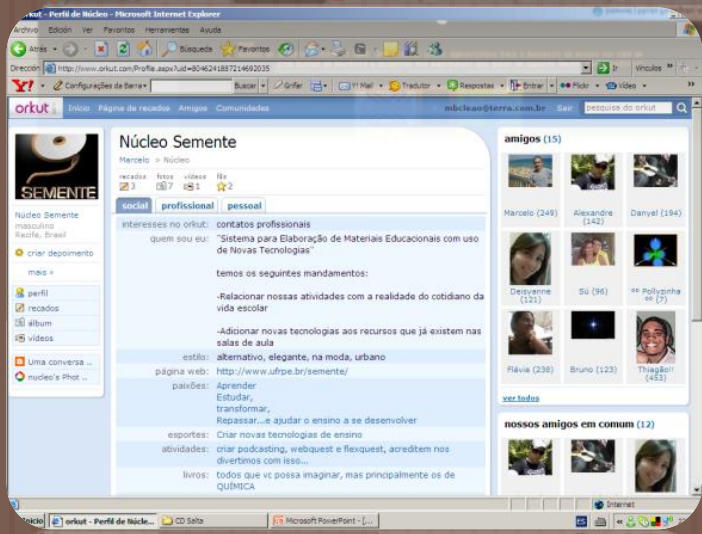 orkut - Perfil de Núcleo - Microsoft Internet Explorer
Archivo Edición Ver Favoritos Herramientas Ayuda
Atrás Búsqueda Favoritos
Dirección http://www.orkut.com/Profile.aspx?uid=8046241887214692035 Ir Vínculos »
Y! Configurações da Barra Buscar Grifar Y! Mail Tradutor Respostas Entrar Flickr Vídeo »
orkut Início Página de recados Amigos Comunidades mbcleao@terra.com.br Sair pesquisa do orkut
SEMENTE
Núcleo Semente
masculino
Recife, Brasil
criar depoimento
mais »
perfil
recados
álbum
vídeos
Uma conversa ...
nucleo's Phot ...
Núcleo Semente
Marcelo > Núcleo
recados fotos vídeos fãs
3 7 1 2
social profissional pessoal
interesses no orkut: contatos profissionais
quem sou eu: "Sistema para Elaboração de Materiais Educacionais com uso
de Novas Tecnologias"
temos os seguintes mandamentos:
-Relacionar nossas atividades com a realidade do cotidiano da
vida escolar
-Adicionar novas tecnologias aos recursos que já existem nas
salas de aula
estilo: alternativo, elegante, na moda, urbano
página web: http://www.ufrpe.br/semente/
paixões: Aprender
Estudar,
transformar,
Repassar...e ajudar o ensino a se desenvolver
esportes: Criar novas tecnologias de ensino
atividades: criar podcasting, webquest e flexquest, acreditem nos
divertimos com isso...
livros: todos que vc possa imaginar, mas principalmente os de
QUÍMICA
amigos (15)
Marcelo (249) Alexandre (142) Danyel (194)
Deisyanne (121) Sú (96) °° Pollyzinha °° (7)
Flávia (238) Bruno (123) Thiagão!! (453)
ver todos
nossos amigos em comum (12)
Internet
Inicio orkut - Perfil de Núcle... CD Salta Microsoft PowerPoint - [... ES